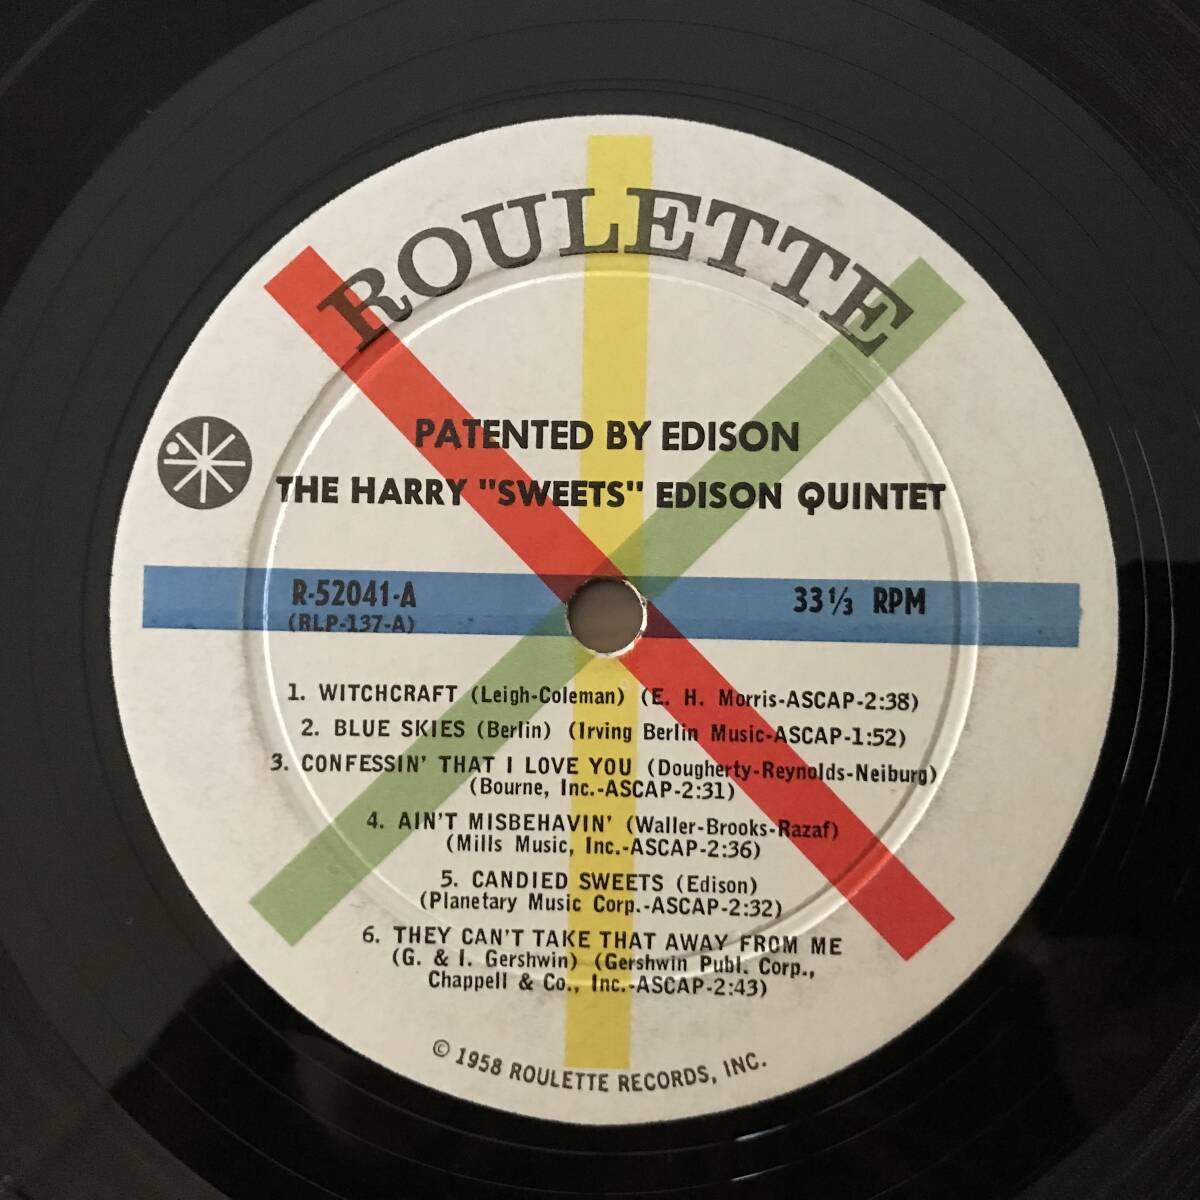 ROULETTE
PATENTED BY EDISON
THE HARRY "SWEETS" EDISON QUINTET
R-52041-A
33⅓ RPM
(RLP-137-A)
1. WITCHCRAFT (Leigh-Coleman) (E. H. Morris-ASCAP-2:38)
2. BLUE SKIES (Berlin) (Irving Berlin Music-ASCAP-1:52)
3. CONFESSIN' THAT I LOVE YOU (Dougherty-Reynolds-Neiburg)
(Bourne, Inc.-ASCAP-2:31)
4. AIN'T MISBEHAVIN' (Waller-Brooks-Razaf)
(Mills Music, Inc.-ASCAP-2:36)
5. CANDIED SWEETS (Edison)
(Planetary Music Corp.-ASCAP-2:32)
6. THEY CAN'T TAKE THAT AWAY FROM ME
(G. & I. Gershwin) (Gershwin Publ. Corp.,
Chappell & Co., Inc.-ASCAP-2:43)
© 1958 ROULETTE RECORDS, INC.